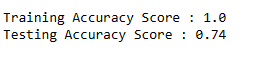 Training Accuracy Score : 1.0
Testing Accuracy Score : 0.74